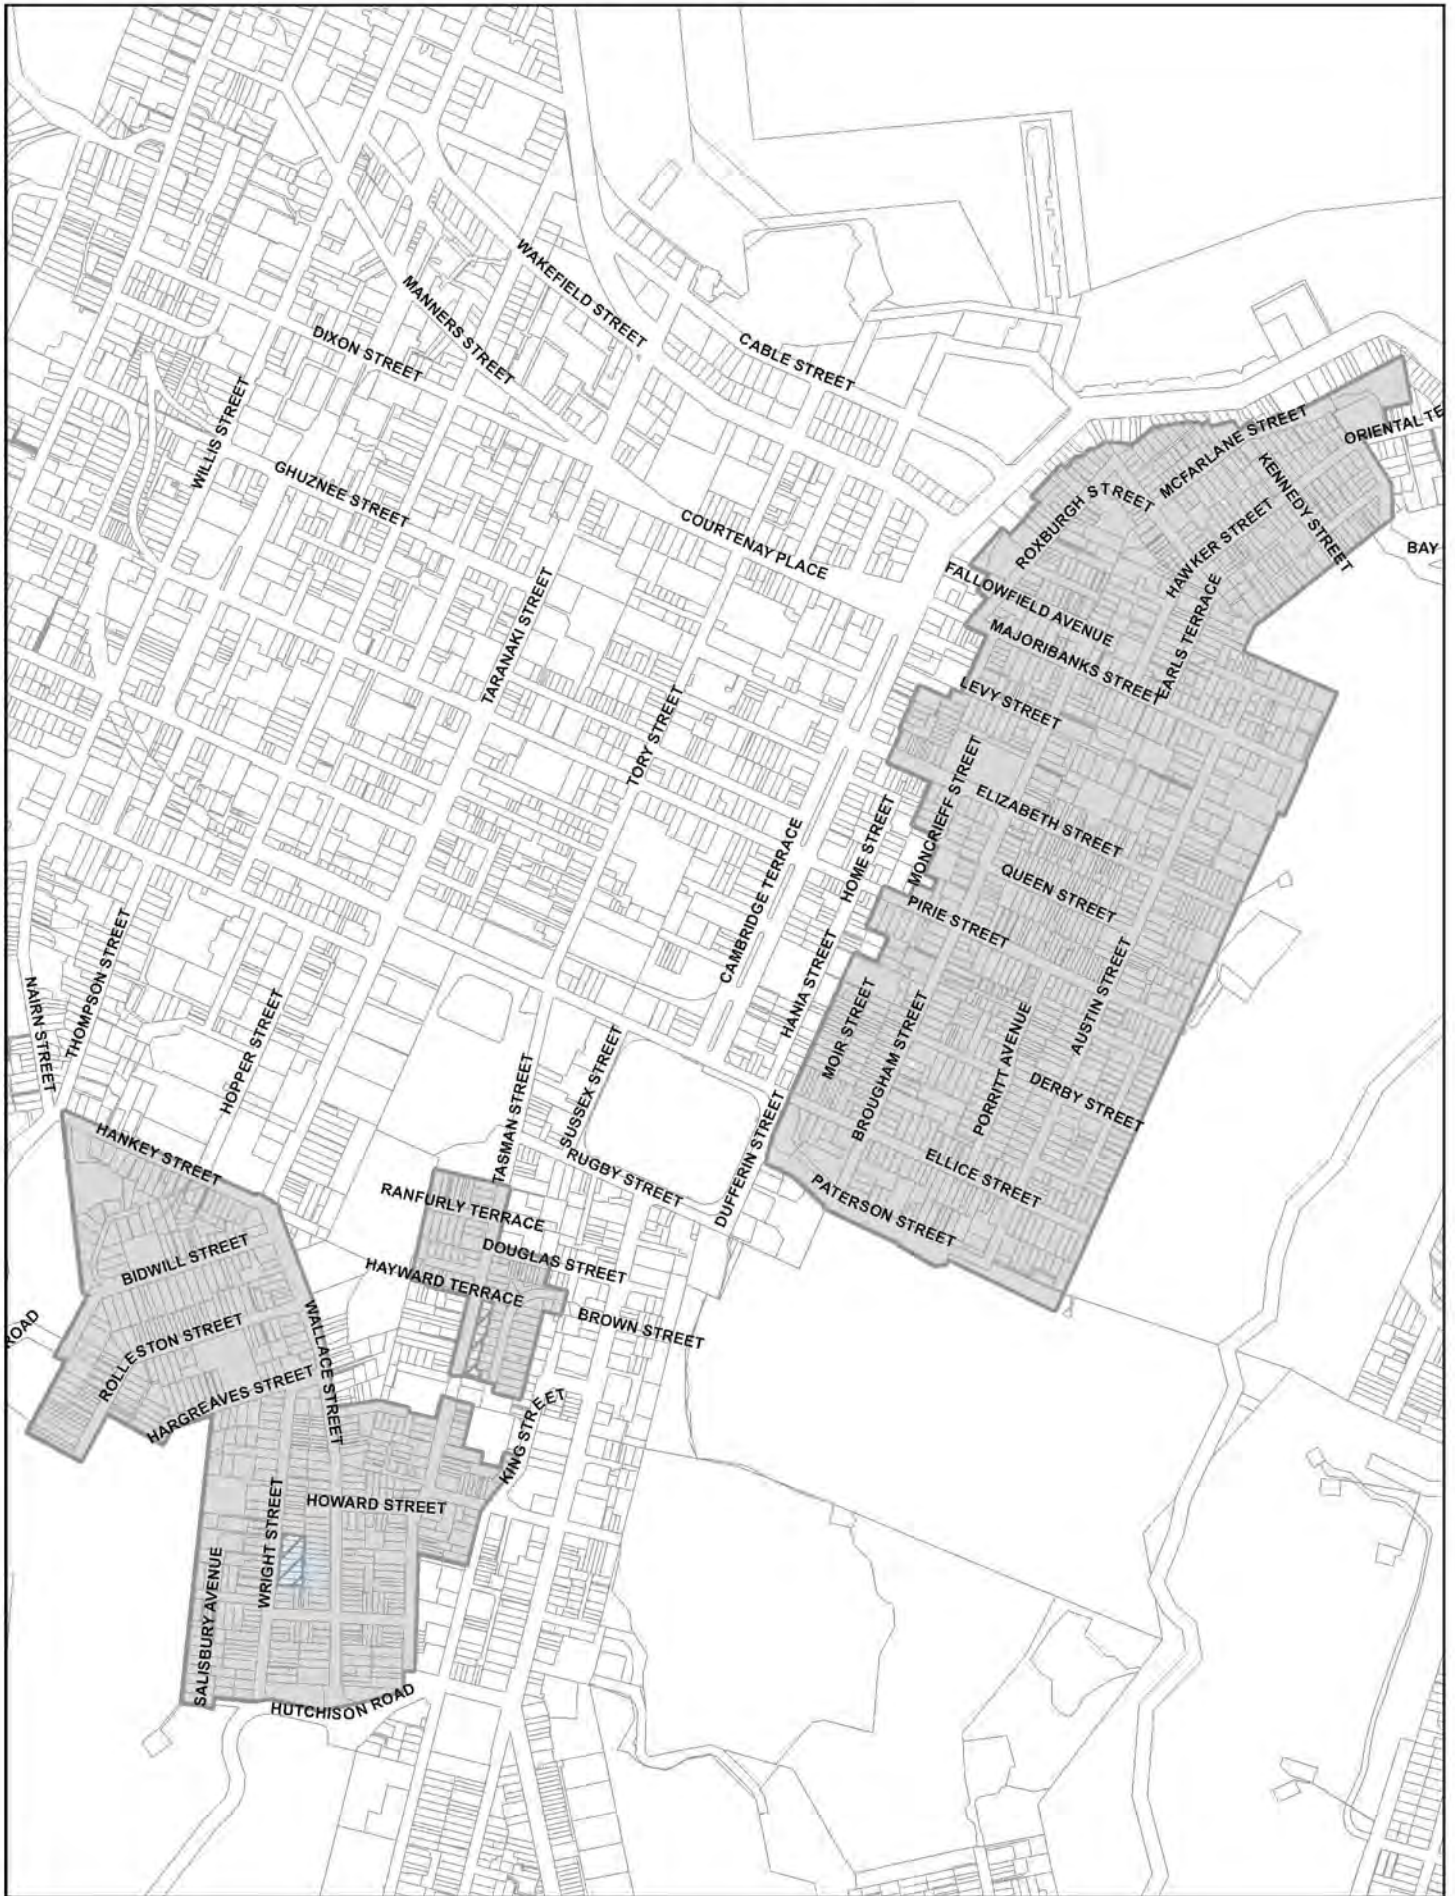 WAKEFIELD STREET
MANNERS STREET
DIXON STREET
CABLE STREET
WILLIS STREET
GHUZNEE STREET
COURTENAY PLACE
TARANAKI STREET
TORY STREET
MCFARLANE STREET
ORIENTAL TE
KENNEDY STREET
ROXBURGH STREET
HAWKER STREET
BAY
FALLOWFIELD AVENUE
EARLS TERRACE
MAJORIBANKS STREET
LEVY STREET
MONCRIEFF STREET
ELIZABETH STREET
HOME STREET
CAMBRIDGE TERRACE
QUEEN STREET
PIRIE STREET
HANIA STREET
AUSTIN STREET
THOMPSON STREET
NAIRN STREET
HOPPER STREET
MOIR STREET
BROUGHAM STREET
PORRITT AVENUE
DERBY STREET
SUSSEX STREET
TASMAN STREET
DUFFERIN STREET
RUGBY STREET
ELLICE STREET
PATERSON STREET
HANKEY STREET
RANFURLY TERRACE
DOUGLAS STREET
BIDWILL STREET
HAYWARD TERRACE
BROWN STREET
ROAD
ROLLESTON STREET
WALLACE STREET
HARGREAVES STREET
KING STREET
HOWARD STREET
WRIGHT STREET
SALISBURY AVENUE
HUTCHISON ROAD